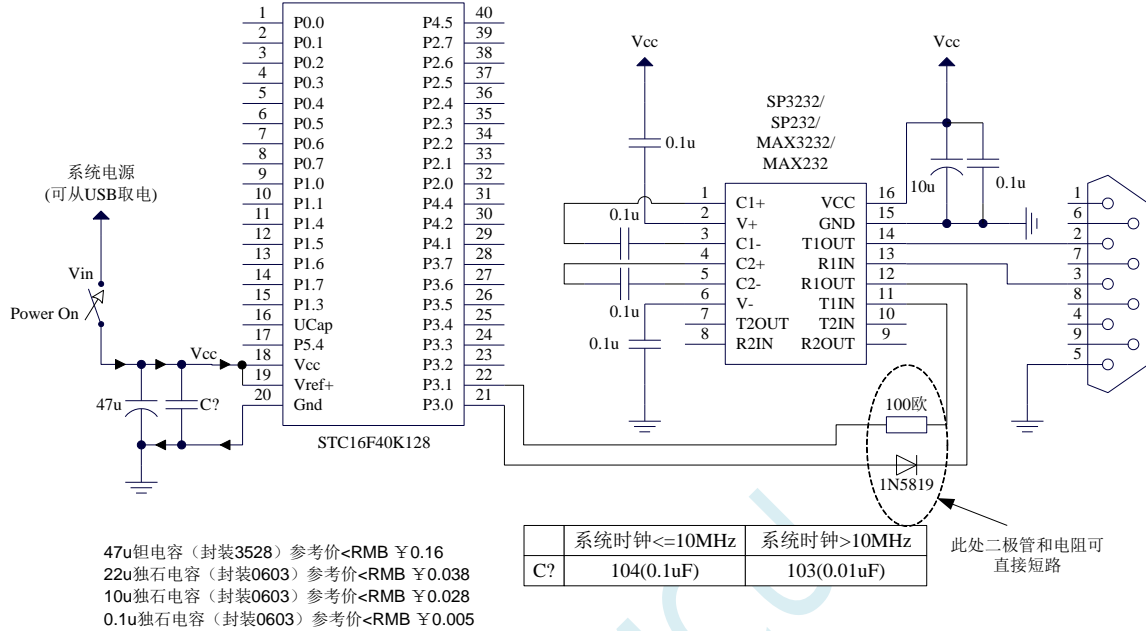 1 P0.0 P4.5 40
2 P0.1 P2.7 39
3 P0.2 P2.6 38
4 P0.3 P2.5 37
5 P0.4 P2.4 36
6 P0.5 P2.3 35
7 P0.6 P2.2 34
8 P0.7 P2.1 33
9 P1.0 P2.0 32
10 P1.1 P4.4 31
11 P1.4 P4.2 30
12 P1.5 P4.1 29
13 P1.6 P3.7 28
14 P1.7 P3.6 27
15 P1.3 P3.5 26
16 UCap P3.4 25
17 P5.4 P3.3 24
18 Vcc P3.2 23
19 Vref+ P3.1 22
20 Gnd P3.0 21
STC16F40K128
系统电源
(可从USB取电)
Vin
Power On
Vcc
47u
C?
Vcc
Vcc
0.1u
SP3232/
SP232/
MAX3232/
MAX232
10u
0.1u
1 C1+ VCC 16
2 V+ GND 15
3 C1- T1OUT 14
4 C2+ R1IN 13
5 C2- R1OUT 12
6 V- T1IN 11
7 T2OUT T2IN 10
8 R2IN R2OUT 9
0.1u
0.1u
0.1u
1
6
2
7
3
8
4
9
5
100欧
1N5819
此处二极管和电阻可
直接短路
系统时钟<=10MHz 系统时钟>10MHz
C? 104(0.1uF) 103(0.01uF)
47u钽电容（封装3528）参考价<RMB ￥0.16
22u独石电容（封装0603）参考价<RMB ￥0.038
10u独石电容（封装0603）参考价<RMB ￥0.028
0.1u独石电容（封装0603）参考价<RMB ￥0.005